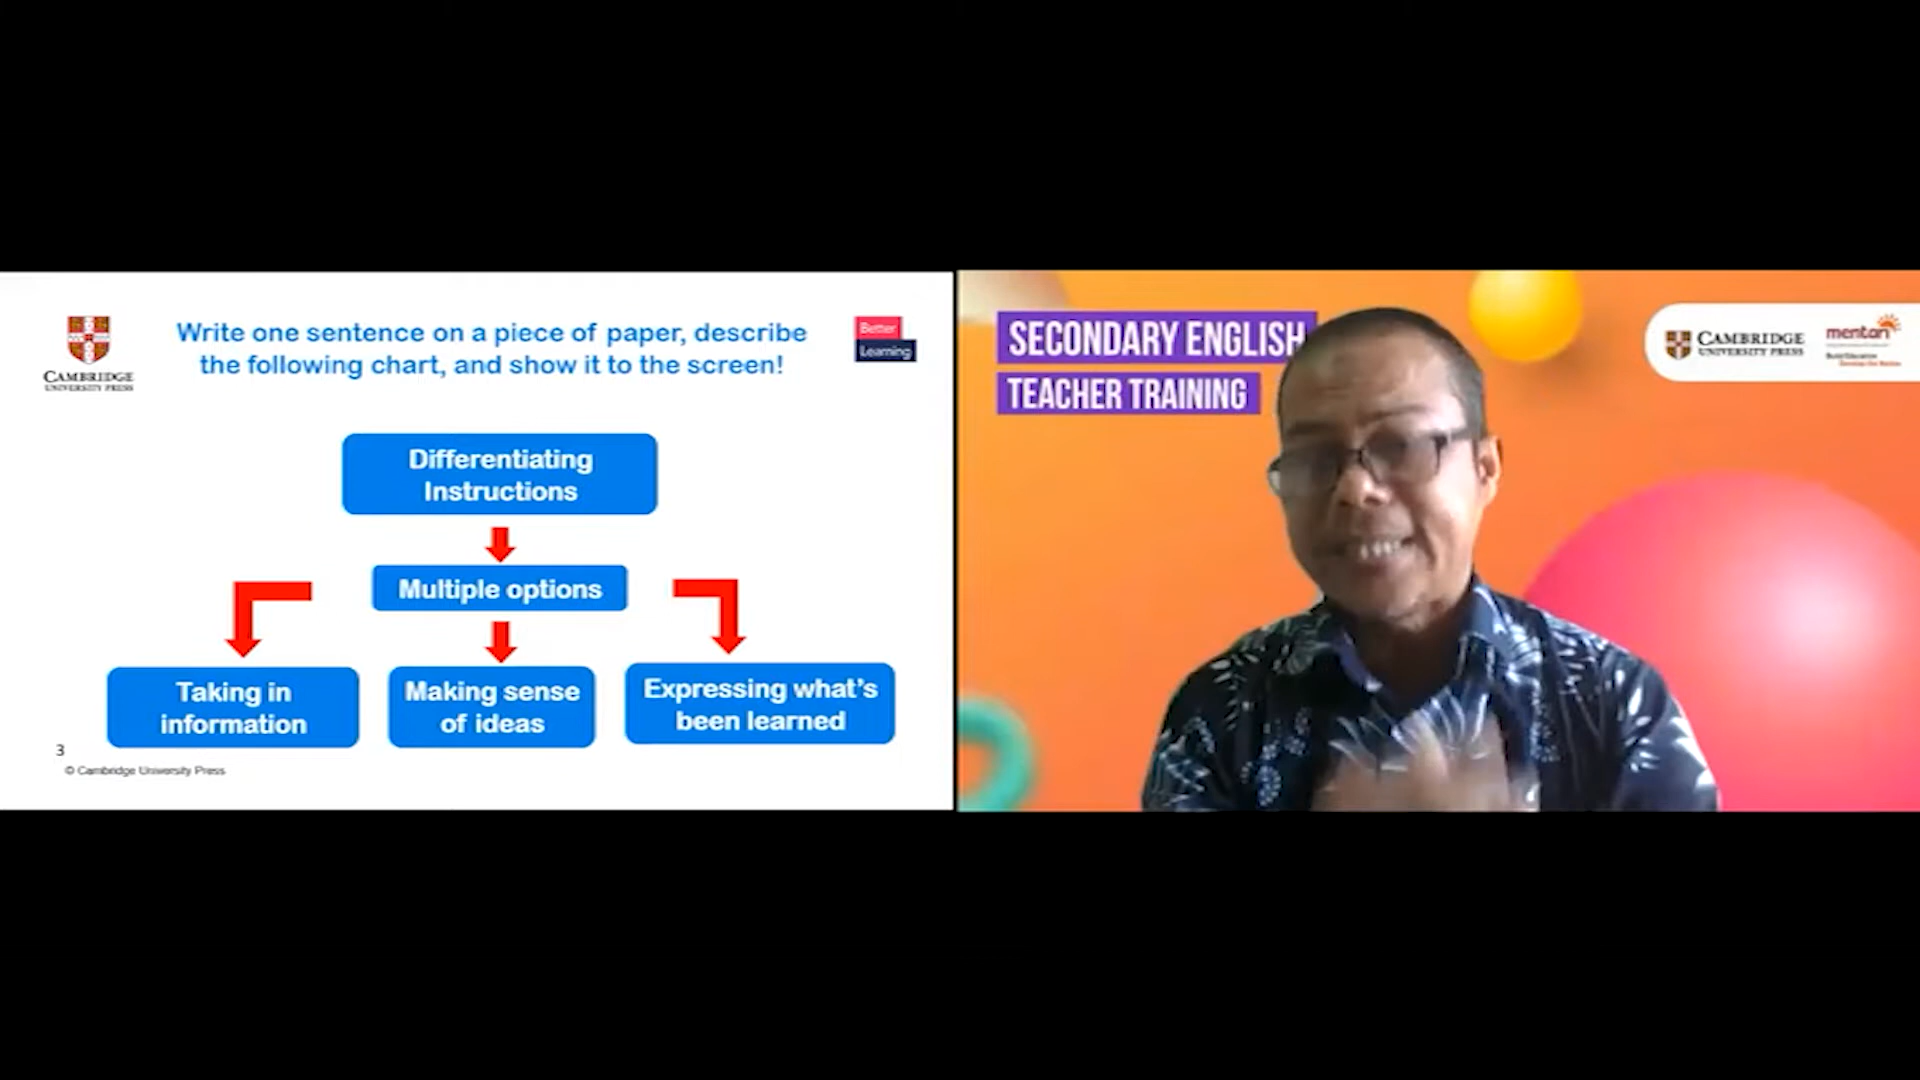 CAMBRIDGE
UNIVERSITY PRESS
Write one sentence on a piece of paper, describe
the following chart, and show it to the screen!
Better
Learning
Differentiating
Instructions
Multiple options
Taking in
information
Making sense
of ideas
Expressing what's
been learned
3
© Cambridge University Press
SECONDARY ENGLISH
TEACHER TRAINING
CAMBRIDGE
UNIVERSITY PRESS
mentari